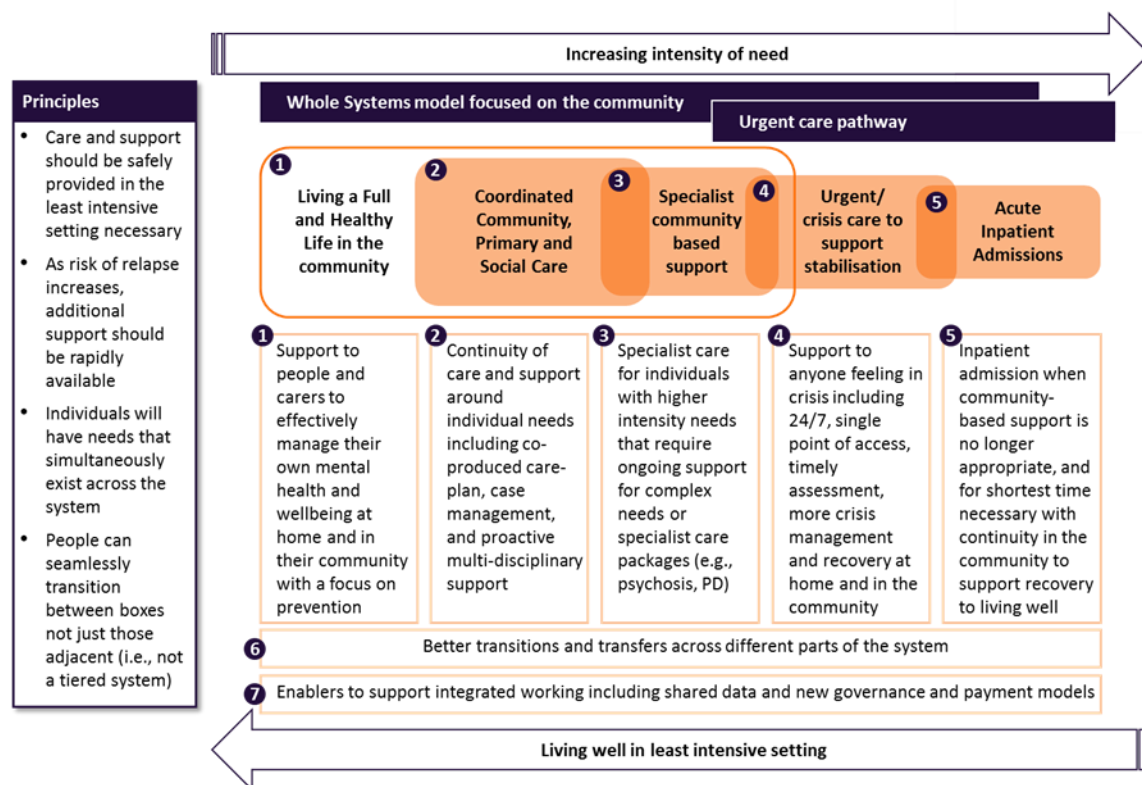 Increasing intensity of need
Principles
• Care and support
should be safely
provided in the
least intensive
setting necessary
• As risk of relapse
increases,
additional
support should
be rapidly
available
• Individuals will
have needs that
simultaneously
exist across the
system
• People can
seamlessly
transition
between boxes
not just those
adjacent (i.e., not
a tiered system)
Whole Systems model focused on the community
Urgent care pathway
1
Living a Full
and Healthy
Life in the
community
2
Coordinated
Community,
Primary and
Social Care
3
Specialist
community
based
support
4
Urgent/
crisis care to
support
stabilisation
5
Acute
Inpatient
Admissions
1
Support to
people and
carers to
effectively
manage their
own mental
health and
wellbeing at
home and in
their community
with a focus on
prevention
2
Continuity of
care and support
around
individual needs
including co-
produced care-
plan, case
management,
and proactive
multi-disciplinary
support
3
Specialist care
for individuals
with higher
intensity needs
that require
ongoing support
for complex
needs or
specialist care
packages (e.g.,
psychosis, PD)
4
Support to
anyone feeling in
crisis including
24/7, single
point of access,
timely
assessment,
more crisis
management
and recovery at
home and in the
community
5
Inpatient
admission when
community-
based support is
no longer
appropriate, and
for shortest time
necessary with
continuity in the
community to
support recovery
to living well
6
Better transitions and transfers across different parts of the system
7
Enablers to support integrated working including shared data and new governance and payment models
Living well in least intensive setting